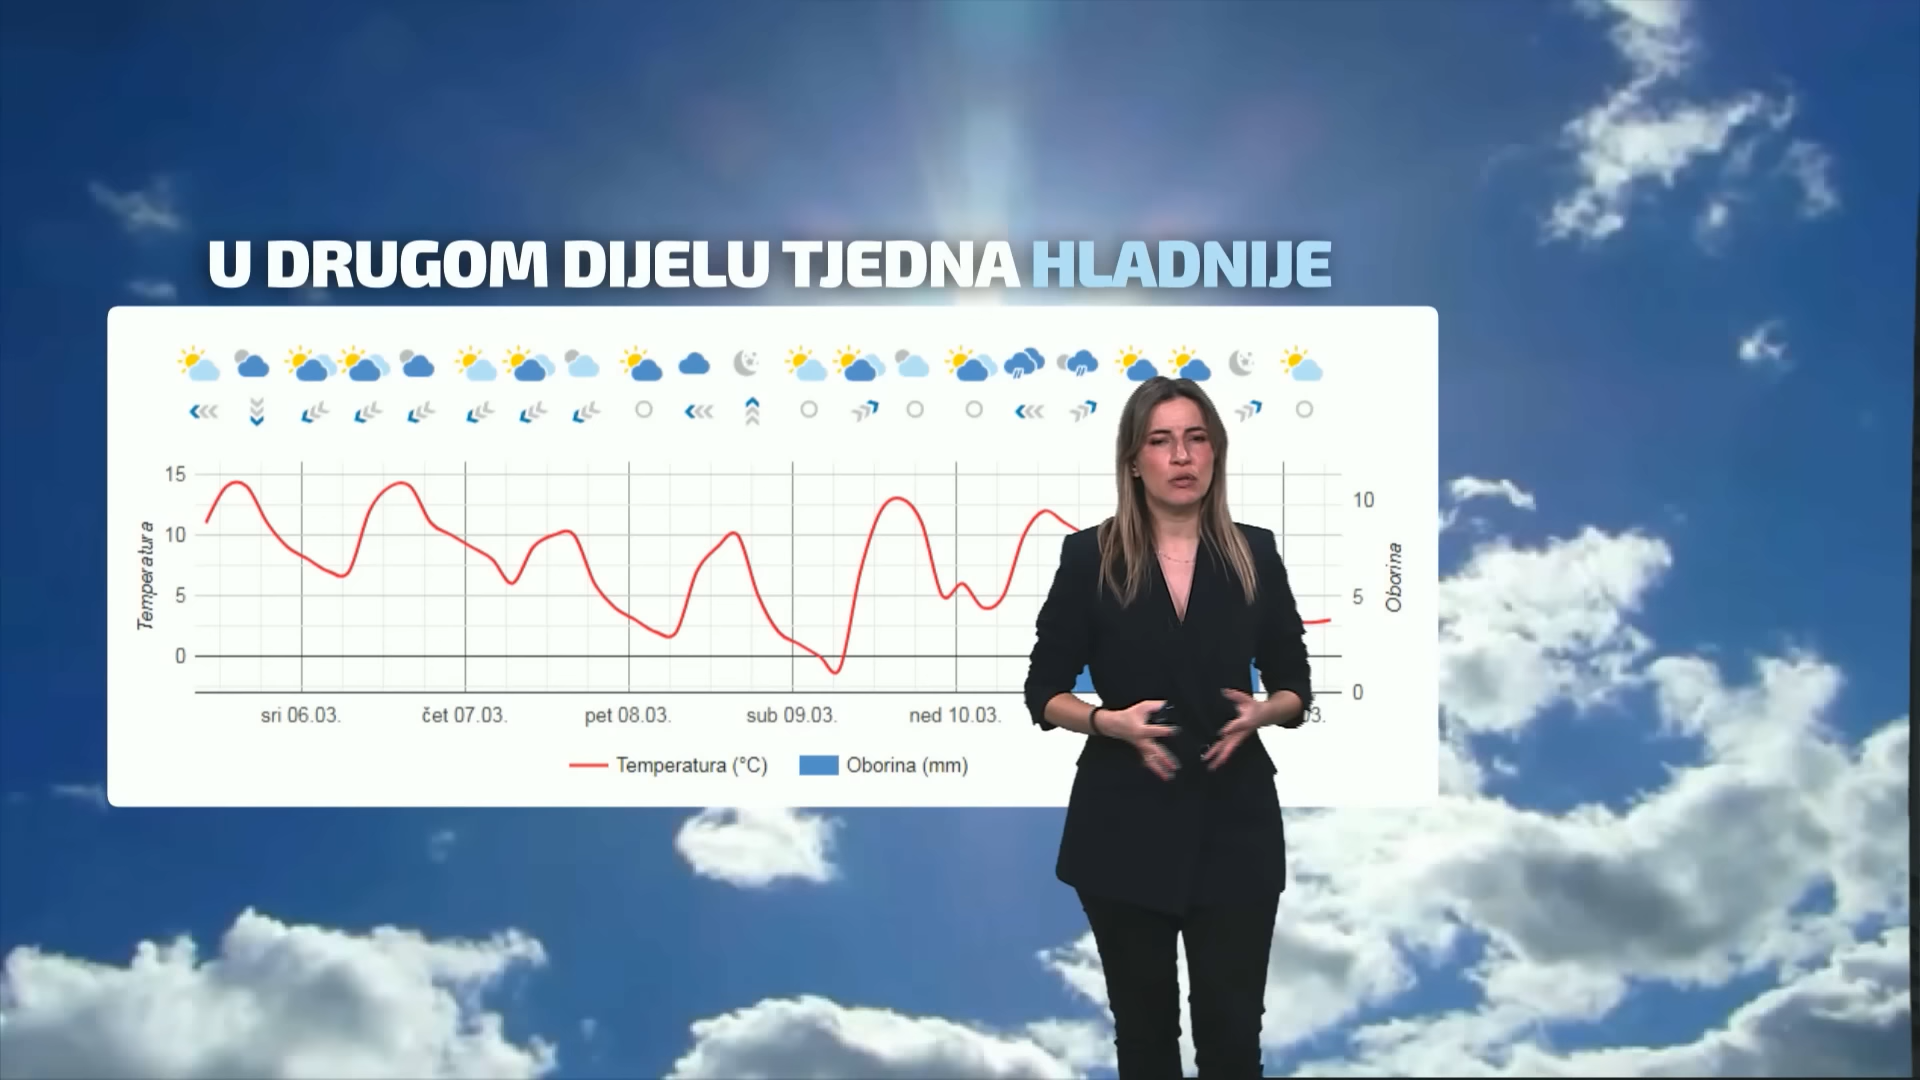 U DRUGOM DIJELU TJEDNA HLADNIJE
15
10
5
0
Temperatura
10
5
0
Oborina
sri 06.03.
čet 07.03.
pet 08.03.
sub 09.03.
ned 10.03.
03.
Temperatura (°C)
Oborina (mm)